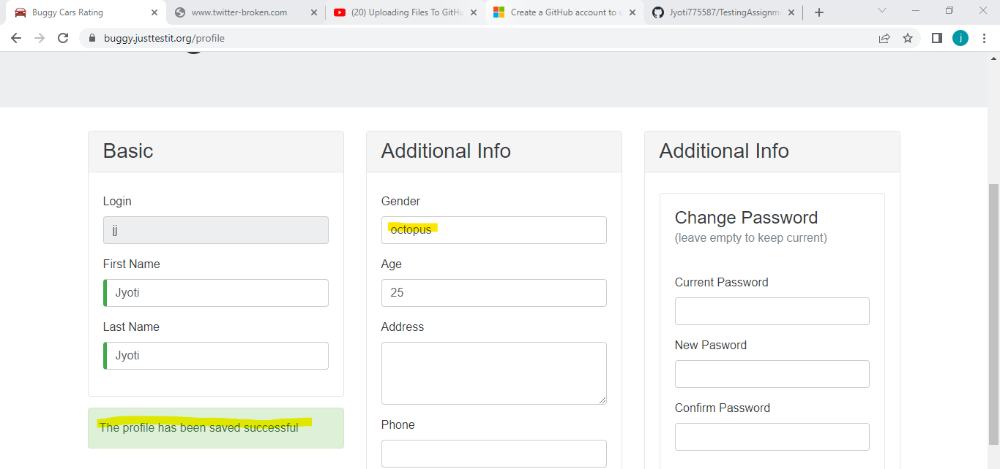 Buggy Cars Rating
www.twitter-broken.com
(20) Uploading Files To GitHu
Create a GitHub account to u
Jyoti775587/TestingAssignm
buggy.justtestit.org/profile
j
Basic
Login
jj
First Name
Jyoti
Last Name
Jyoti
The profile has been saved successful
Additional Info
Gender
octopus
Age
25
Address
Phone
Additional Info
Change Password
(leave empty to keep current)
Current Password
New Pasword
Confirm Password